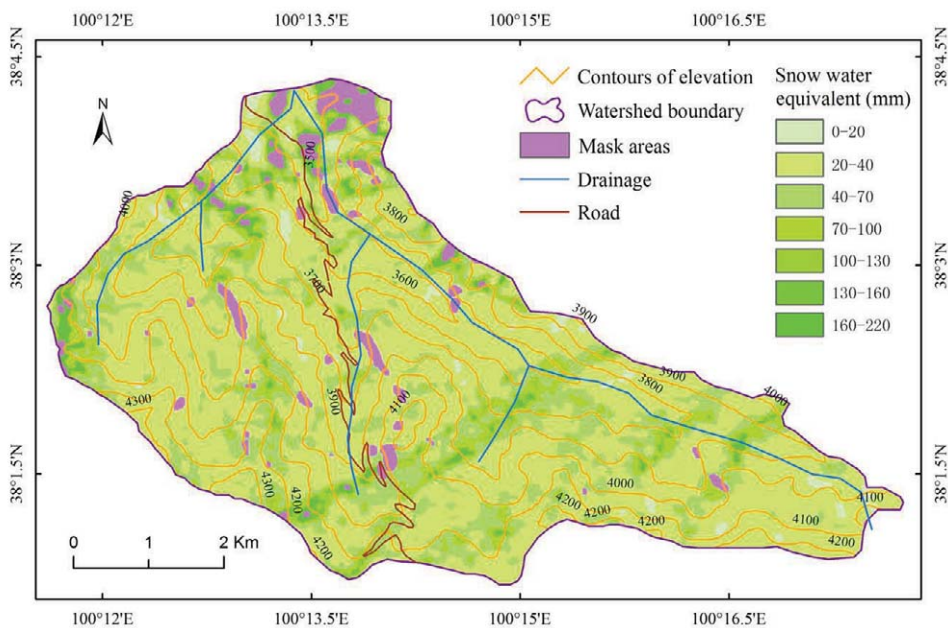 100°12'E 100°13.5'E 100°15'E 100°16.5'E
38°4.5'N 38°4.5'N
38°3'N 38°3'N
38°1.5'N 38°1.5'N
N
Contours of elevation
Watershed boundary
Mask areas
Drainage
Road
Snow water
equivalent (mm)
0-20
20-40
40-70
70-100
100-130
130-160
160-220
3500
4000
3800
3700
3600
3900
3900
3800
4000
4300
3900
4100
4300
4200
4200
4000
4200
4200
4200
4100
4100
4200
0 1 2 Km
100°12'E 100°13.5'E 100°15'E 100°16.5'E